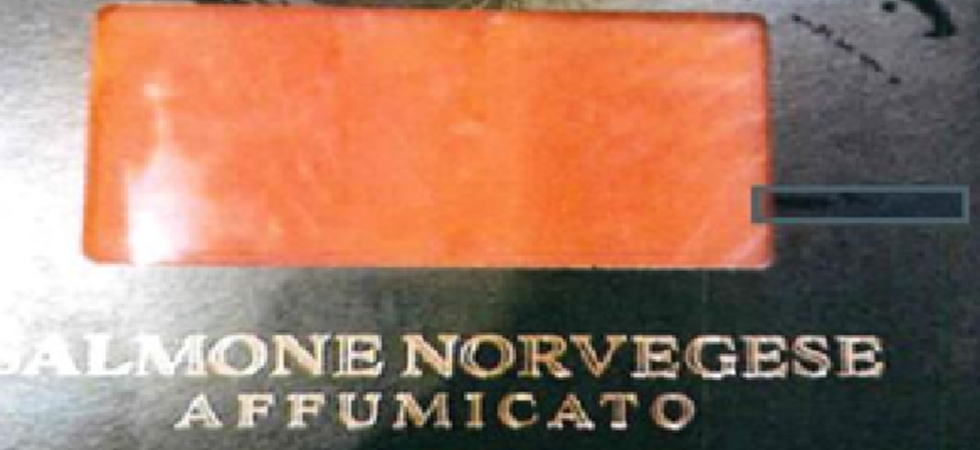 SALMONE NORVEGESE
AFFUMICATO